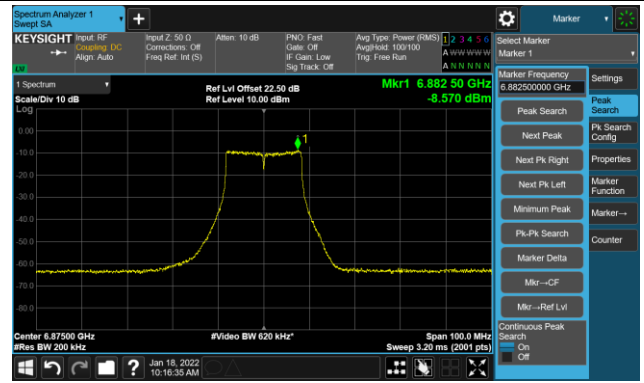 Spectrum Analyzer 1
Swept SA
Marker
KEYSIGHT
Input: RF
Coupling: DC
Align: Auto
Input Z: 50 Ω
Corrections: Off
Freq Ref: Int (S)
Atten: 10 dB
PNO: Fast
Gate: Off
IF Gain: Low
Sig Track: Off
Avg Type: Power (RMS)
Avg|Hold: 100/100
Trig: Free Run
1 2 3 4 5 6
A W W W W W
A N N N N N
Select Marker
Marker 1
1 Spectrum
Scale/Div 10 dB
Log
Ref Lvl Offset 22.50 dB
Ref Level 10.00 dBm
Mkr1 6.882 50 GHz
-8.570 dBm
0.00
-10.0
-20.0
-30.0
-40.0
-50.0
-60.0
-70.0
-80.0
1
Center 6.87500 GHz
#Res BW 200 kHz
#Video BW 620 kHz*
Span 100.0 MHz
Sweep 3.20 ms (2001 pts)
Marker Frequency
6.882500000 GHz
Peak Search
Next Peak
Next Pk Right
Next Pk Left
Minimum Peak
Pk-Pk Search
Marker Delta
Mkr→CF
Mkr→Ref Lvl
Continuous Peak
Search
On
Off
Settings
Peak
Search
Pk Search
Config
Properties
Marker
Function
Marker→
Counter
?
Jan 18, 2022
10:16:35 AM